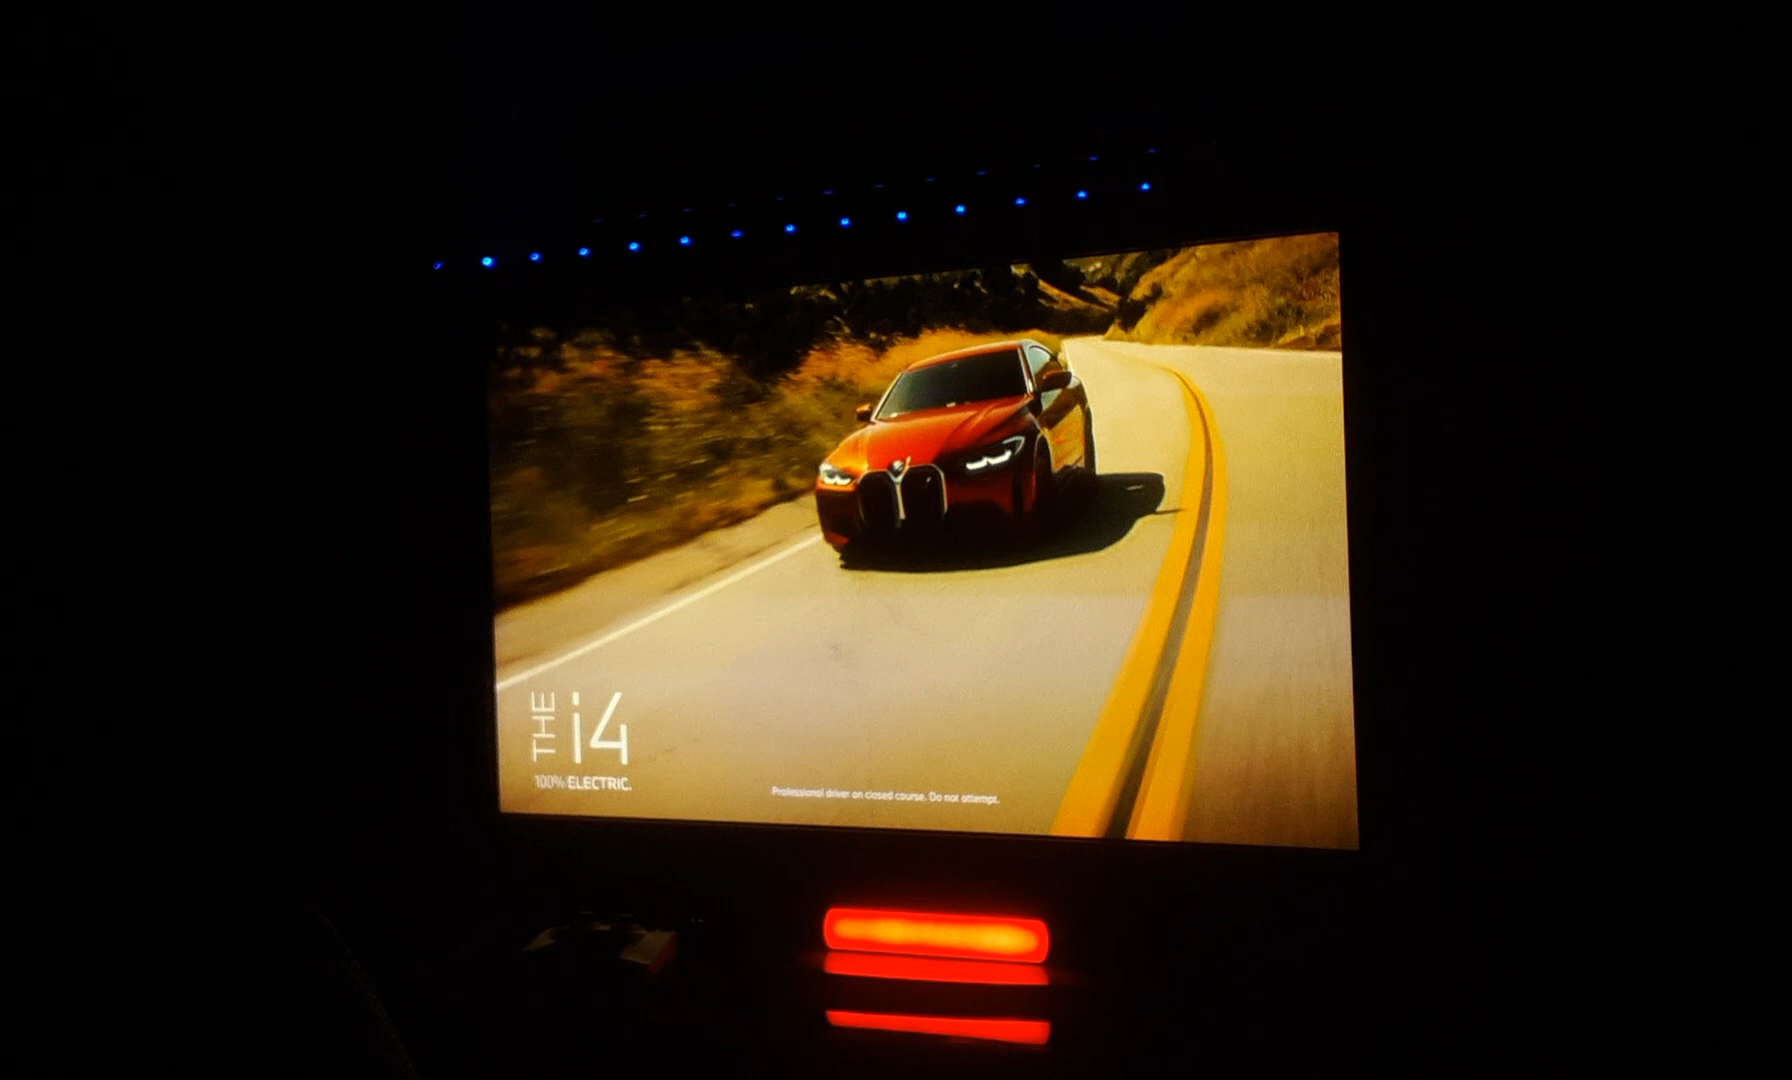 THE i4
100% ELECTRIC.
Professional driver on closed course. Do not attempt.